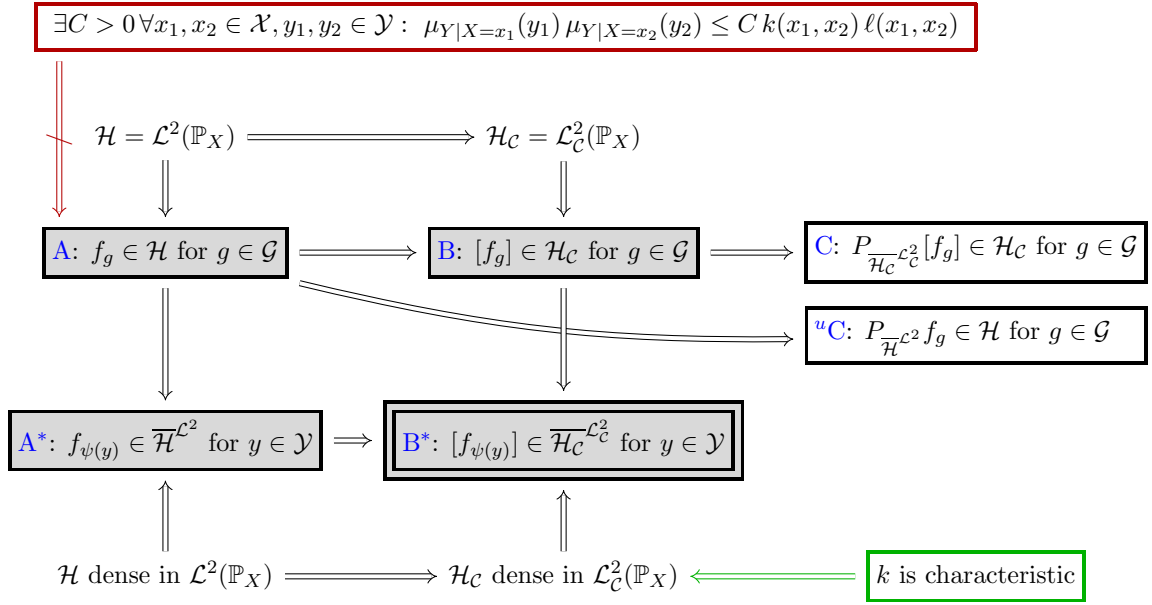 ∃C > 0 ∀x₁, x₂ ∈ 𝒳, y₁, y₂ ∈ 𝒴 : μ_{Y|X=x₁}(y₁) μ_{Y|X=x₂}(y₂) ≤ C k(x₁, x₂) ℓ(x₁, x₂)
ℋ = ℒ²(ℙ_X) ℋ_𝒞 = ℒ²_𝒞(ℙ_X)
A: f_g ∈ ℋ for g ∈ 𝒢 B: [f_g] ∈ ℋ_𝒞 for g ∈ 𝒢 C: P_{\overline{ℋ_𝒞}^{ℒ²_𝒞}}[f_g] ∈ ℋ_𝒞 for g ∈ 𝒢
ᵘC: P_{\overline{ℋ}^{ℒ²}} f_g ∈ ℋ for g ∈ 𝒢
A*: f_{ψ(y)} ∈ \overline{ℋ}^{ℒ²} for y ∈ 𝒴 B*: [f_{ψ(y)}] ∈ \overline{ℋ_𝒞}^{ℒ²_𝒞} for y ∈ 𝒴
ℋ dense in ℒ²(ℙ_X) ℋ_𝒞 dense in ℒ²_𝒞(ℙ_X) k is characteristic